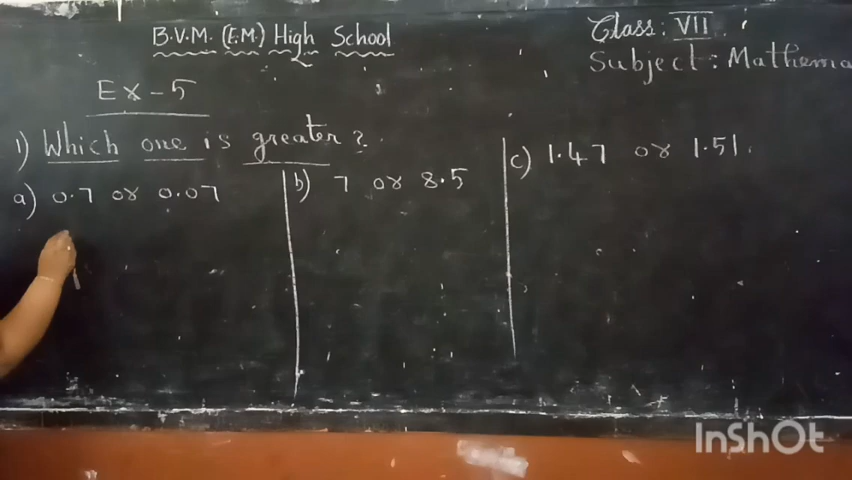 B.V.M. (E.M.) High School
Class: VII
Subject: Mathema
Ex-5
1) Which one is greater?
a) 0.7 or 0.07
b) 7 or 8.5
c) 1.47 or 1.51.
InShOt